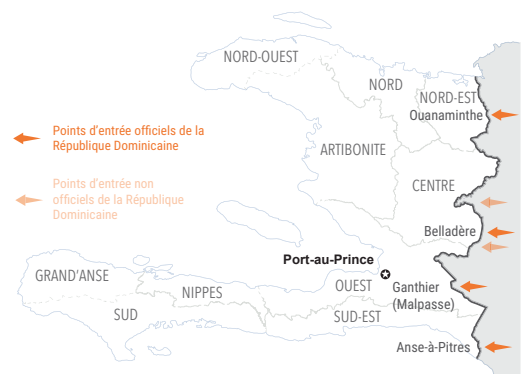 NORD-OUEST
NORD
NORD-EST
Ouanaminthe
Points d'entrée officiels de la
République Dominicaine
ARTIBONITE
Points d'entrée non
officiels de la République
Dominicaine
CENTRE
Belladère
Port-au-Prince
GRAND'ANSE
NIPPES
OUEST
Ganthier
(Malpasse)
SUD
SUD-EST
Anse-à-Pitres